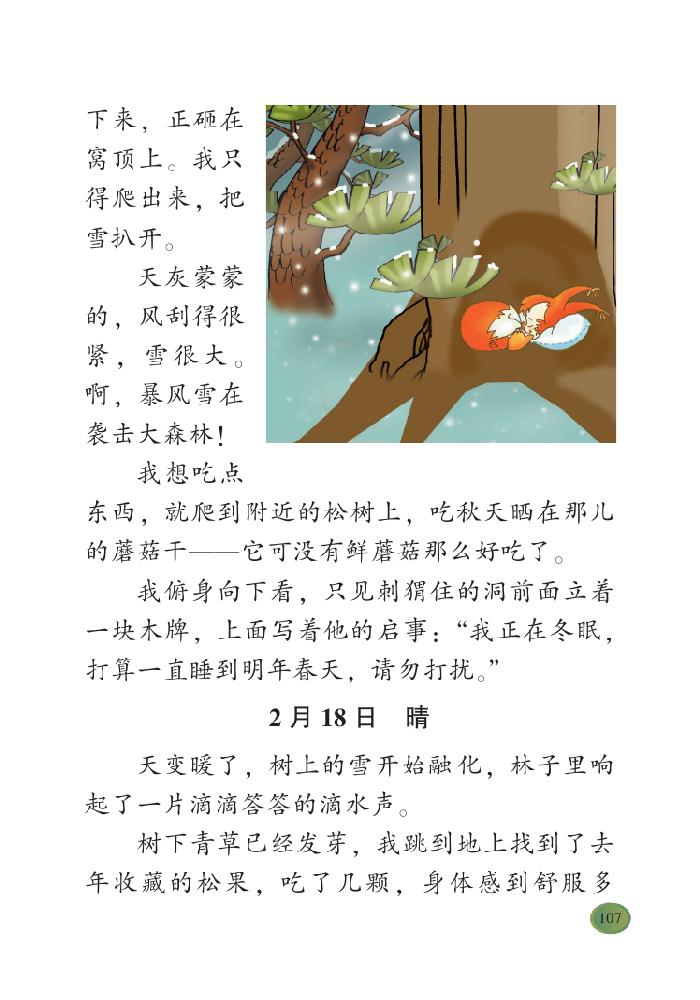 下来，正砸在
窝顶上。我只
得爬出来，把
雪扒开。
天灰蒙蒙
的，风刮得很
紧，雪很大。
啊，暴风雪在
袭击大森林！
我想吃点
东西，就爬到附近的松树上，吃秋天晒在那儿
的蘑菇干——它可没有鲜蘑菇那么好吃了。
我俯身向下看，只见刺猬住的洞前面立着
一块木牌，上面写着他的启事：“我正在冬眠，
打算一直睡到明年春天，请勿打扰。”
2月18日 晴
天变暖了，树上的雪开始融化，林子里响
起了一片滴滴答答的滴水声。
树下青草已经发芽，我跳到地上找到了去
年收藏的松果，吃了几颗，身体感到舒服多
107